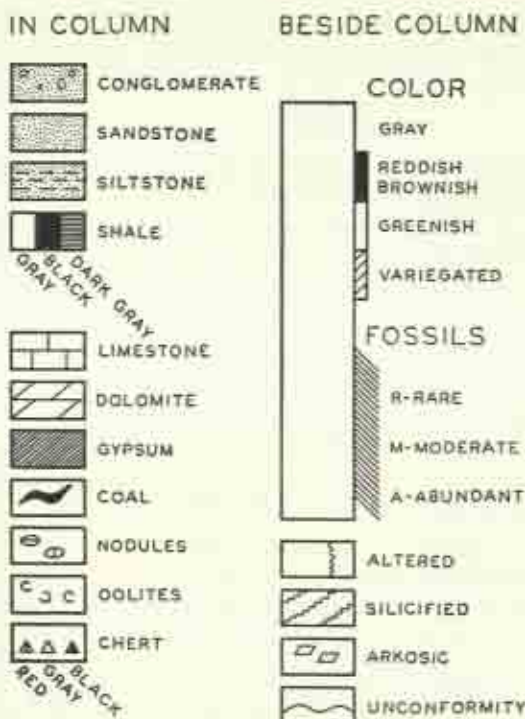 IN COLUMN
CONGLOMERATE
SANDSTONE
SILTSTONE
SHALE
GRAY
BLACK
DARK GRAY
LIMESTONE
DOLOMITE
GYPSUM
COAL
NODULES
OOLITES
CHERT
RED
GRAY
BLACK
BESIDE COLUMN
COLOR
GRAY
REDDISH
BROWNISH
GREENISH
VARIEGATED
FOSSILS
R-RARE
M-MODERATE
A-ABUNDANT
ALTERED
SILICIFIED
ARKOSIC
UNCONFORMITY